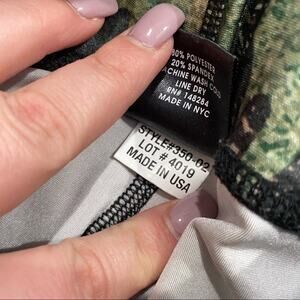 80% POLYESTER
20% SPANDEX
MACHINE WASH COLD
LINE DRY
RN# 148284
MADE IN NYC
STYLE#350-02
LOT # 4019
MADE IN USA